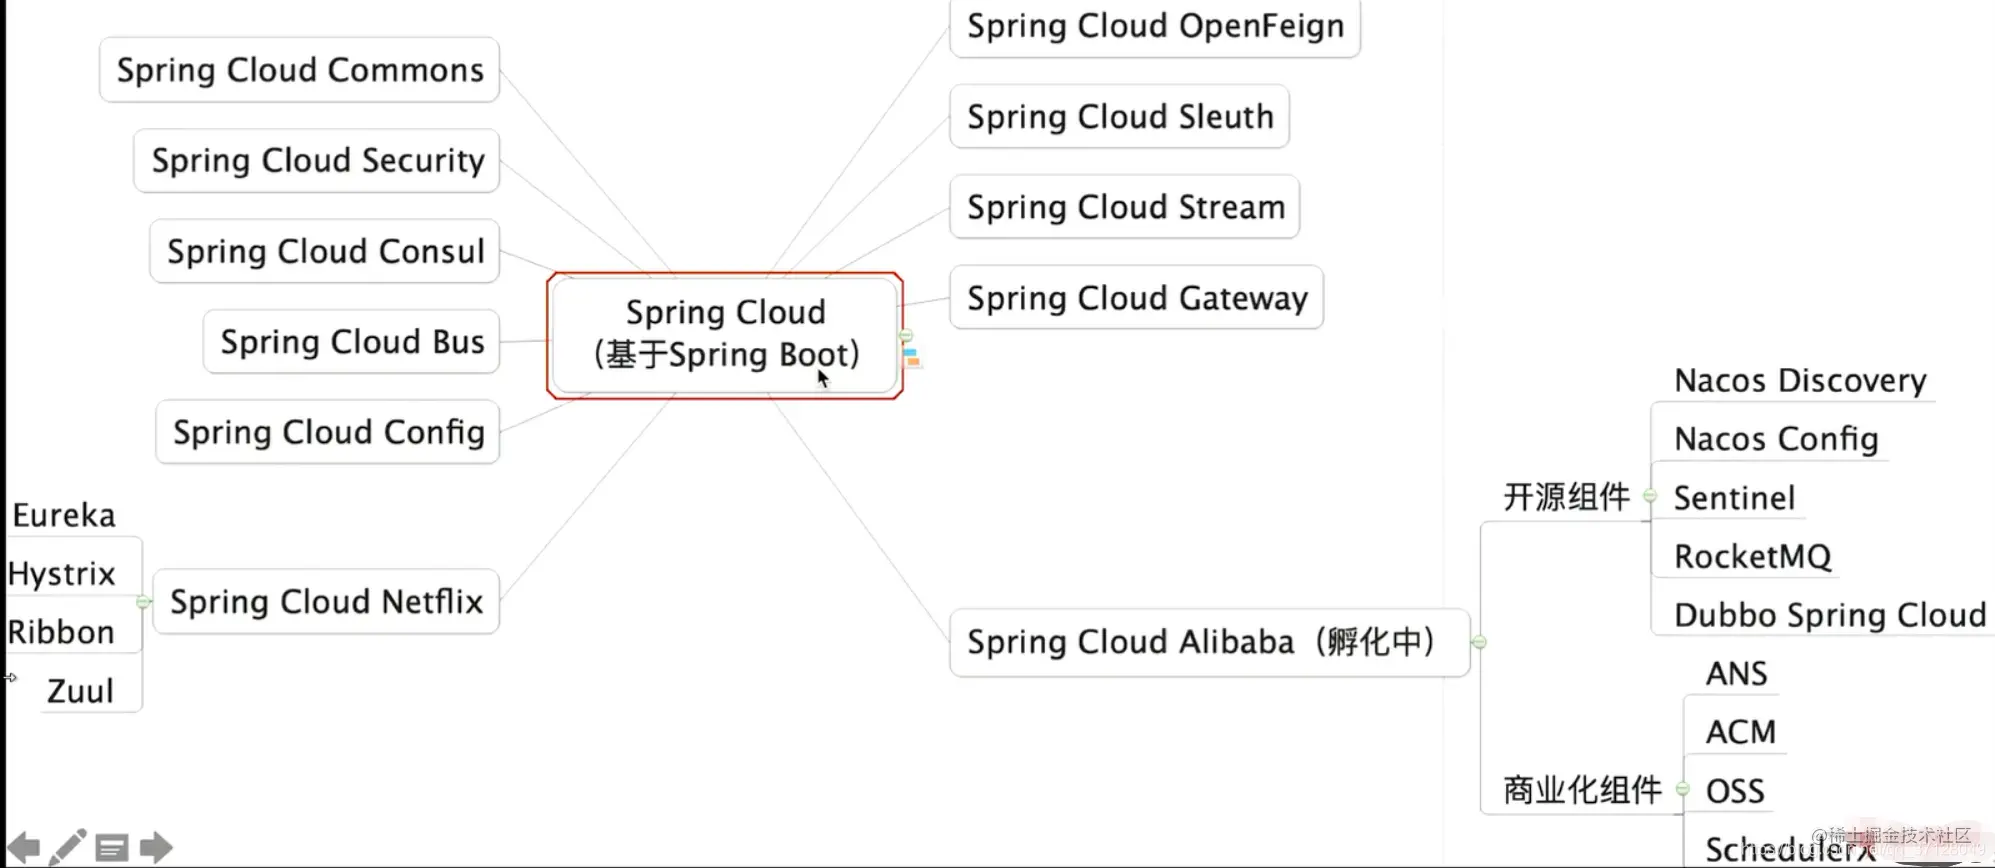 Spring Cloud Commons
Spring Cloud Security
Spring Cloud Consul
Spring Cloud Bus
Spring Cloud Config
Spring Cloud Netflix
Eureka
Hystrix
Ribbon
Zuul
Spring Cloud
（基于Spring Boot）
Spring Cloud OpenFeign
Spring Cloud Sleuth
Spring Cloud Stream
Spring Cloud Gateway
Spring Cloud Alibaba（孵化中）
开源组件
Nacos Discovery
Nacos Config
Sentinel
RocketMQ
Dubbo Spring Cloud
商业化组件
ANS
ACM
OSS
SchedulerX
@稀土掘金技术社区